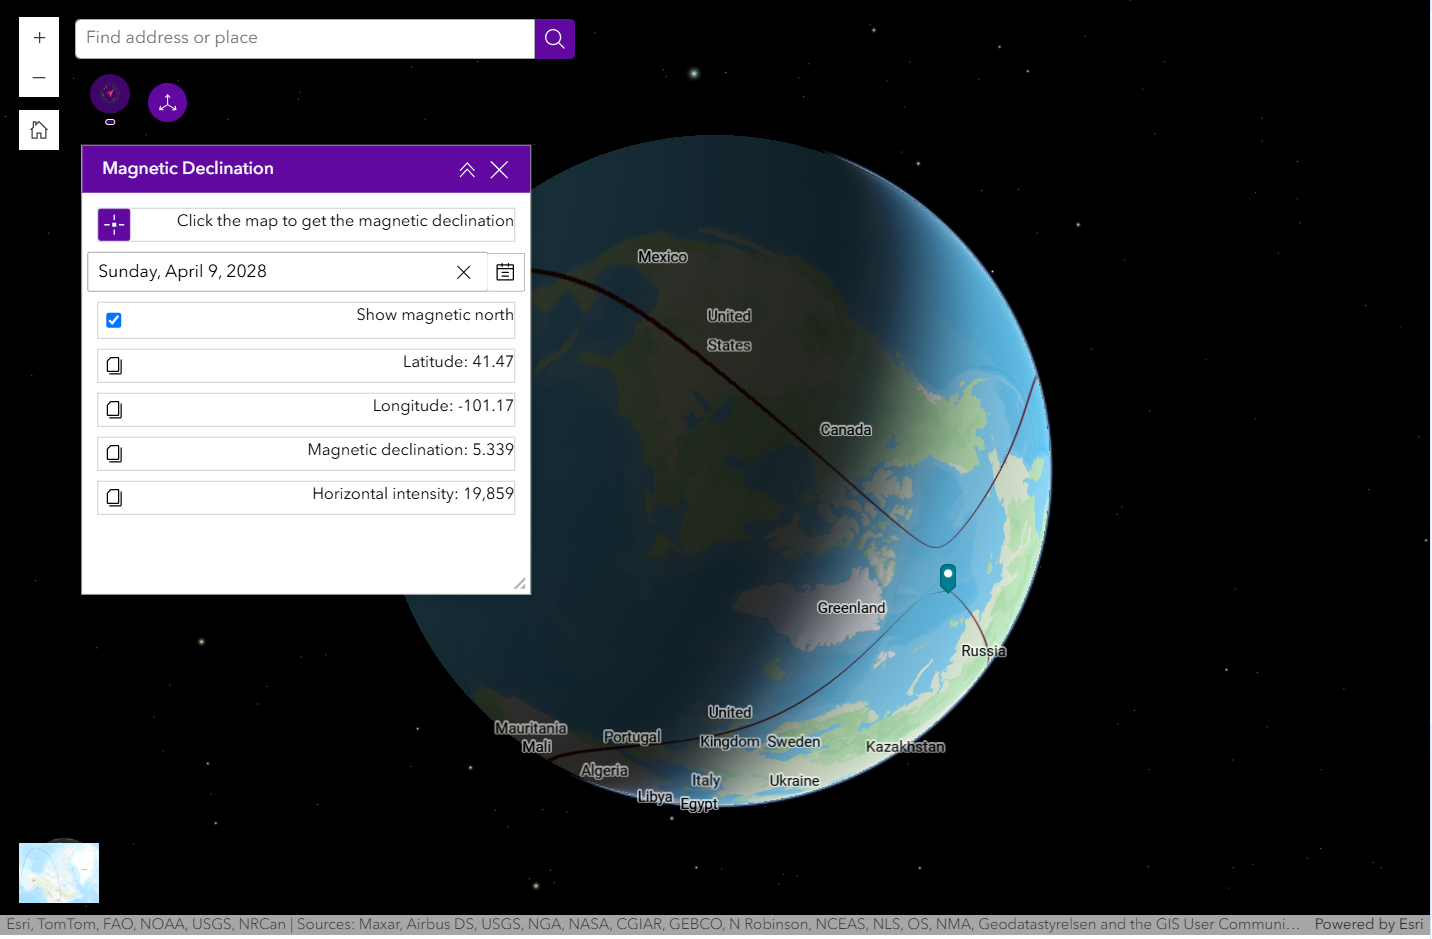 +
Find address or place
–
Magnetic Declination
Click the map to get the magnetic declination
Sunday, April 9, 2028
Show magnetic north
Latitude: 41.47
Longitude: -101.17
Magnetic declination: 5.339
Horizontal intensity: 19,859
Mexico
United
States
Canada
Greenland
Russia
United
Kingdom
Mauritania
Mali
Portugal
Sweden
Kazakhstan
Algeria
Italy
Ukraine
Libya
Egypt
Esri, TomTom, FAO, NOAA, USGS, NRCan | Sources: Maxar, Airbus DS, USGS, NGA, NASA, CGIAR, GEBCO, N Robinson, NCEAS, NLS, OS, NMA, Geodatastyrelsen and the GIS User Communi...
Powered by Esri